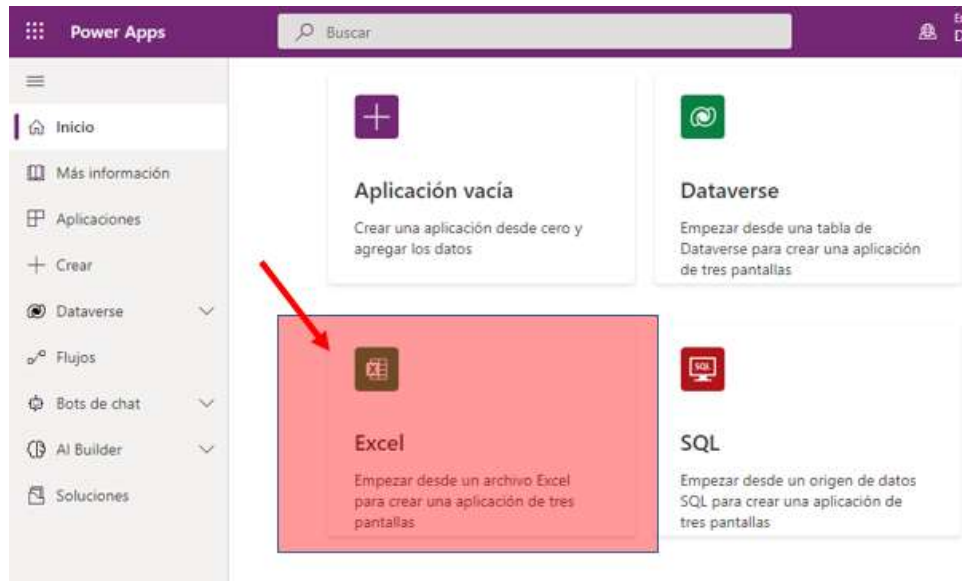 Power Apps
Buscar
Inicio
Más información
Aplicaciones
Crear
Dataverse
Flujos
Bots de chat
AI Builder
Soluciones
Aplicación vacía
Crear una aplicación desde cero y
agregar los datos
Dataverse
Empezar desde una tabla de
Dataverse para crear una aplicación
de tres pantallas
Excel
Empezar desde un archivo Excel
para crear una aplicación de tres
pantallas
SQL
SQL
Empezar desde un origen de datos
SQL para crear una aplicación de
tres pantallas